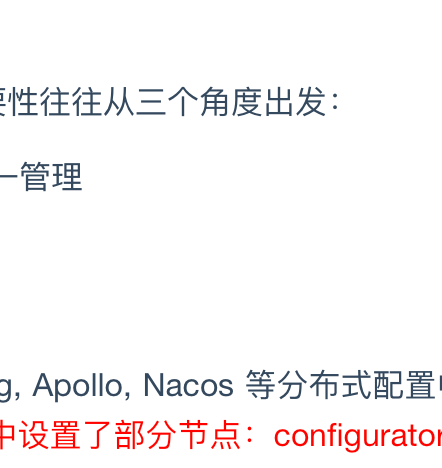 性往往从三个角度出发：
一管理
g, Apollo, Nacos 等分布式配置
中设置了部分节点：configurator